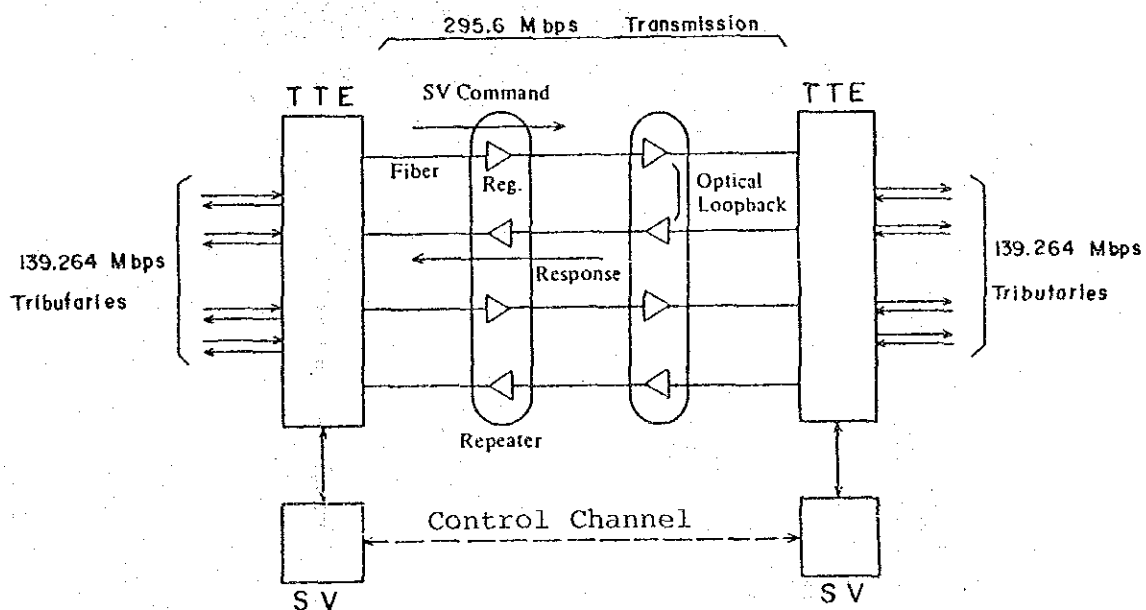 295.6 Mbps Transmission
TTE
TTE
SV Command
Fiber
Reg.
Optical
Loopback
139.264 Mbps
Tributaries
Response
139.264 Mbps
Tributaries
Repeater
Control Channel
SV
SV